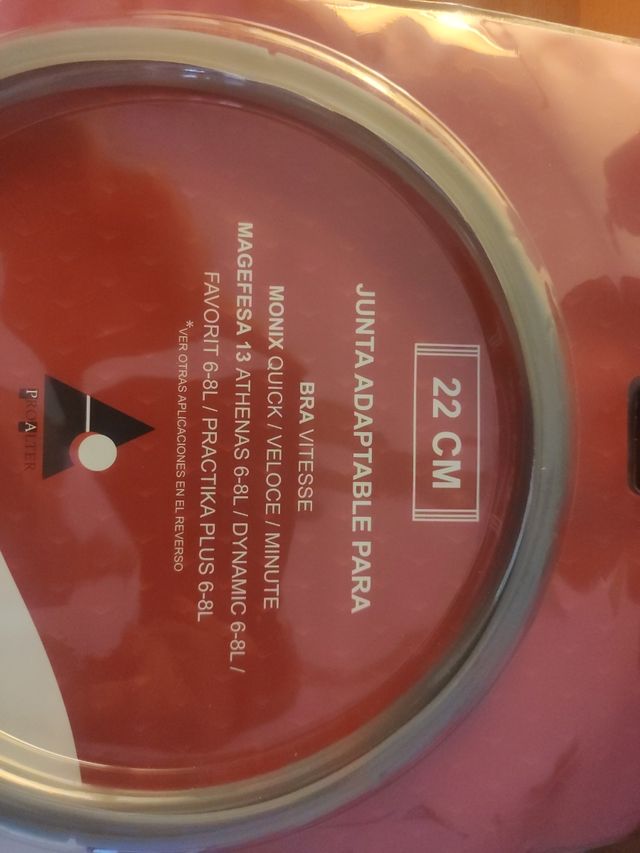 22 CM
JUNTA ADAPTABLE PARA
BRA VITESSE
MONIX QUICK / VELOCE / MINUTE
MAGEFESA 13 ATHENAS 6-8L / DYNAMIC 6-8L /
FAVORIT 6-8L / PRACTIKA PLUS 6-8L
*VER OTRAS APLICACIONES EN EL REVERSO
PROALTER